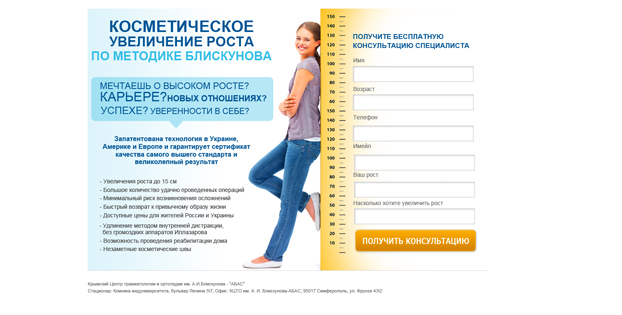 КОСМЕТИЧЕСКОЕ
УВЕЛИЧЕНИЕ РОСТА
ПО МЕТОДИКЕ БЛИСКУНОВА
МЕЧТАЕШЬ О ВЫСОКОМ РОСТЕ?
КАРЬЕРЕ? НОВЫХ ОТНОШЕНИЯХ?
УСПЕХЕ? УВЕРЕННОСТИ В СЕБЕ?
Запатентована технология в Украине,
Америке и Европе и гарантирует сертификат
качества самого высшего стандарта и
великолепный результат
- Увеличения роста до 15 см
- Большое количество удачно проведенных операций
- Минимальный риск возникновения осложнений
- Быстрый возврат к привычному образу жизни
- Доступные цены для жителей России и Украины
- Удлинение методом внутренней дистракции,
без громоздких аппаратов Иллазарова
- Возможность проведения реабилитации дома
- Незаметные косметические швы
150
140
130
120
110
100
90
80
70
60
150
140
130
120
110
100
90
80
70
60
50
40
30
20
10
ПОЛУЧИТЕ БЕСПЛАТНУЮ
КОНСУЛЬТАЦИЮ СПЕЦИАЛИСТА
Имя
Возраст
Телефон
Имейл
Ваш рост
Насколько хотите увеличить рост
ПОЛУЧИТЬ КОНСУЛЬТАЦИЮ
Крымский Центр травматологии и ортопедии им. А.И.Блискунова - "АБАС"
Стационар: Клиника медуниверситета, бульвар Ленина 5/7; Офис: КЦТО им. А. И. Блискунова-АБАС, 95017 Симферополь, ул. Фрунзе 43\2